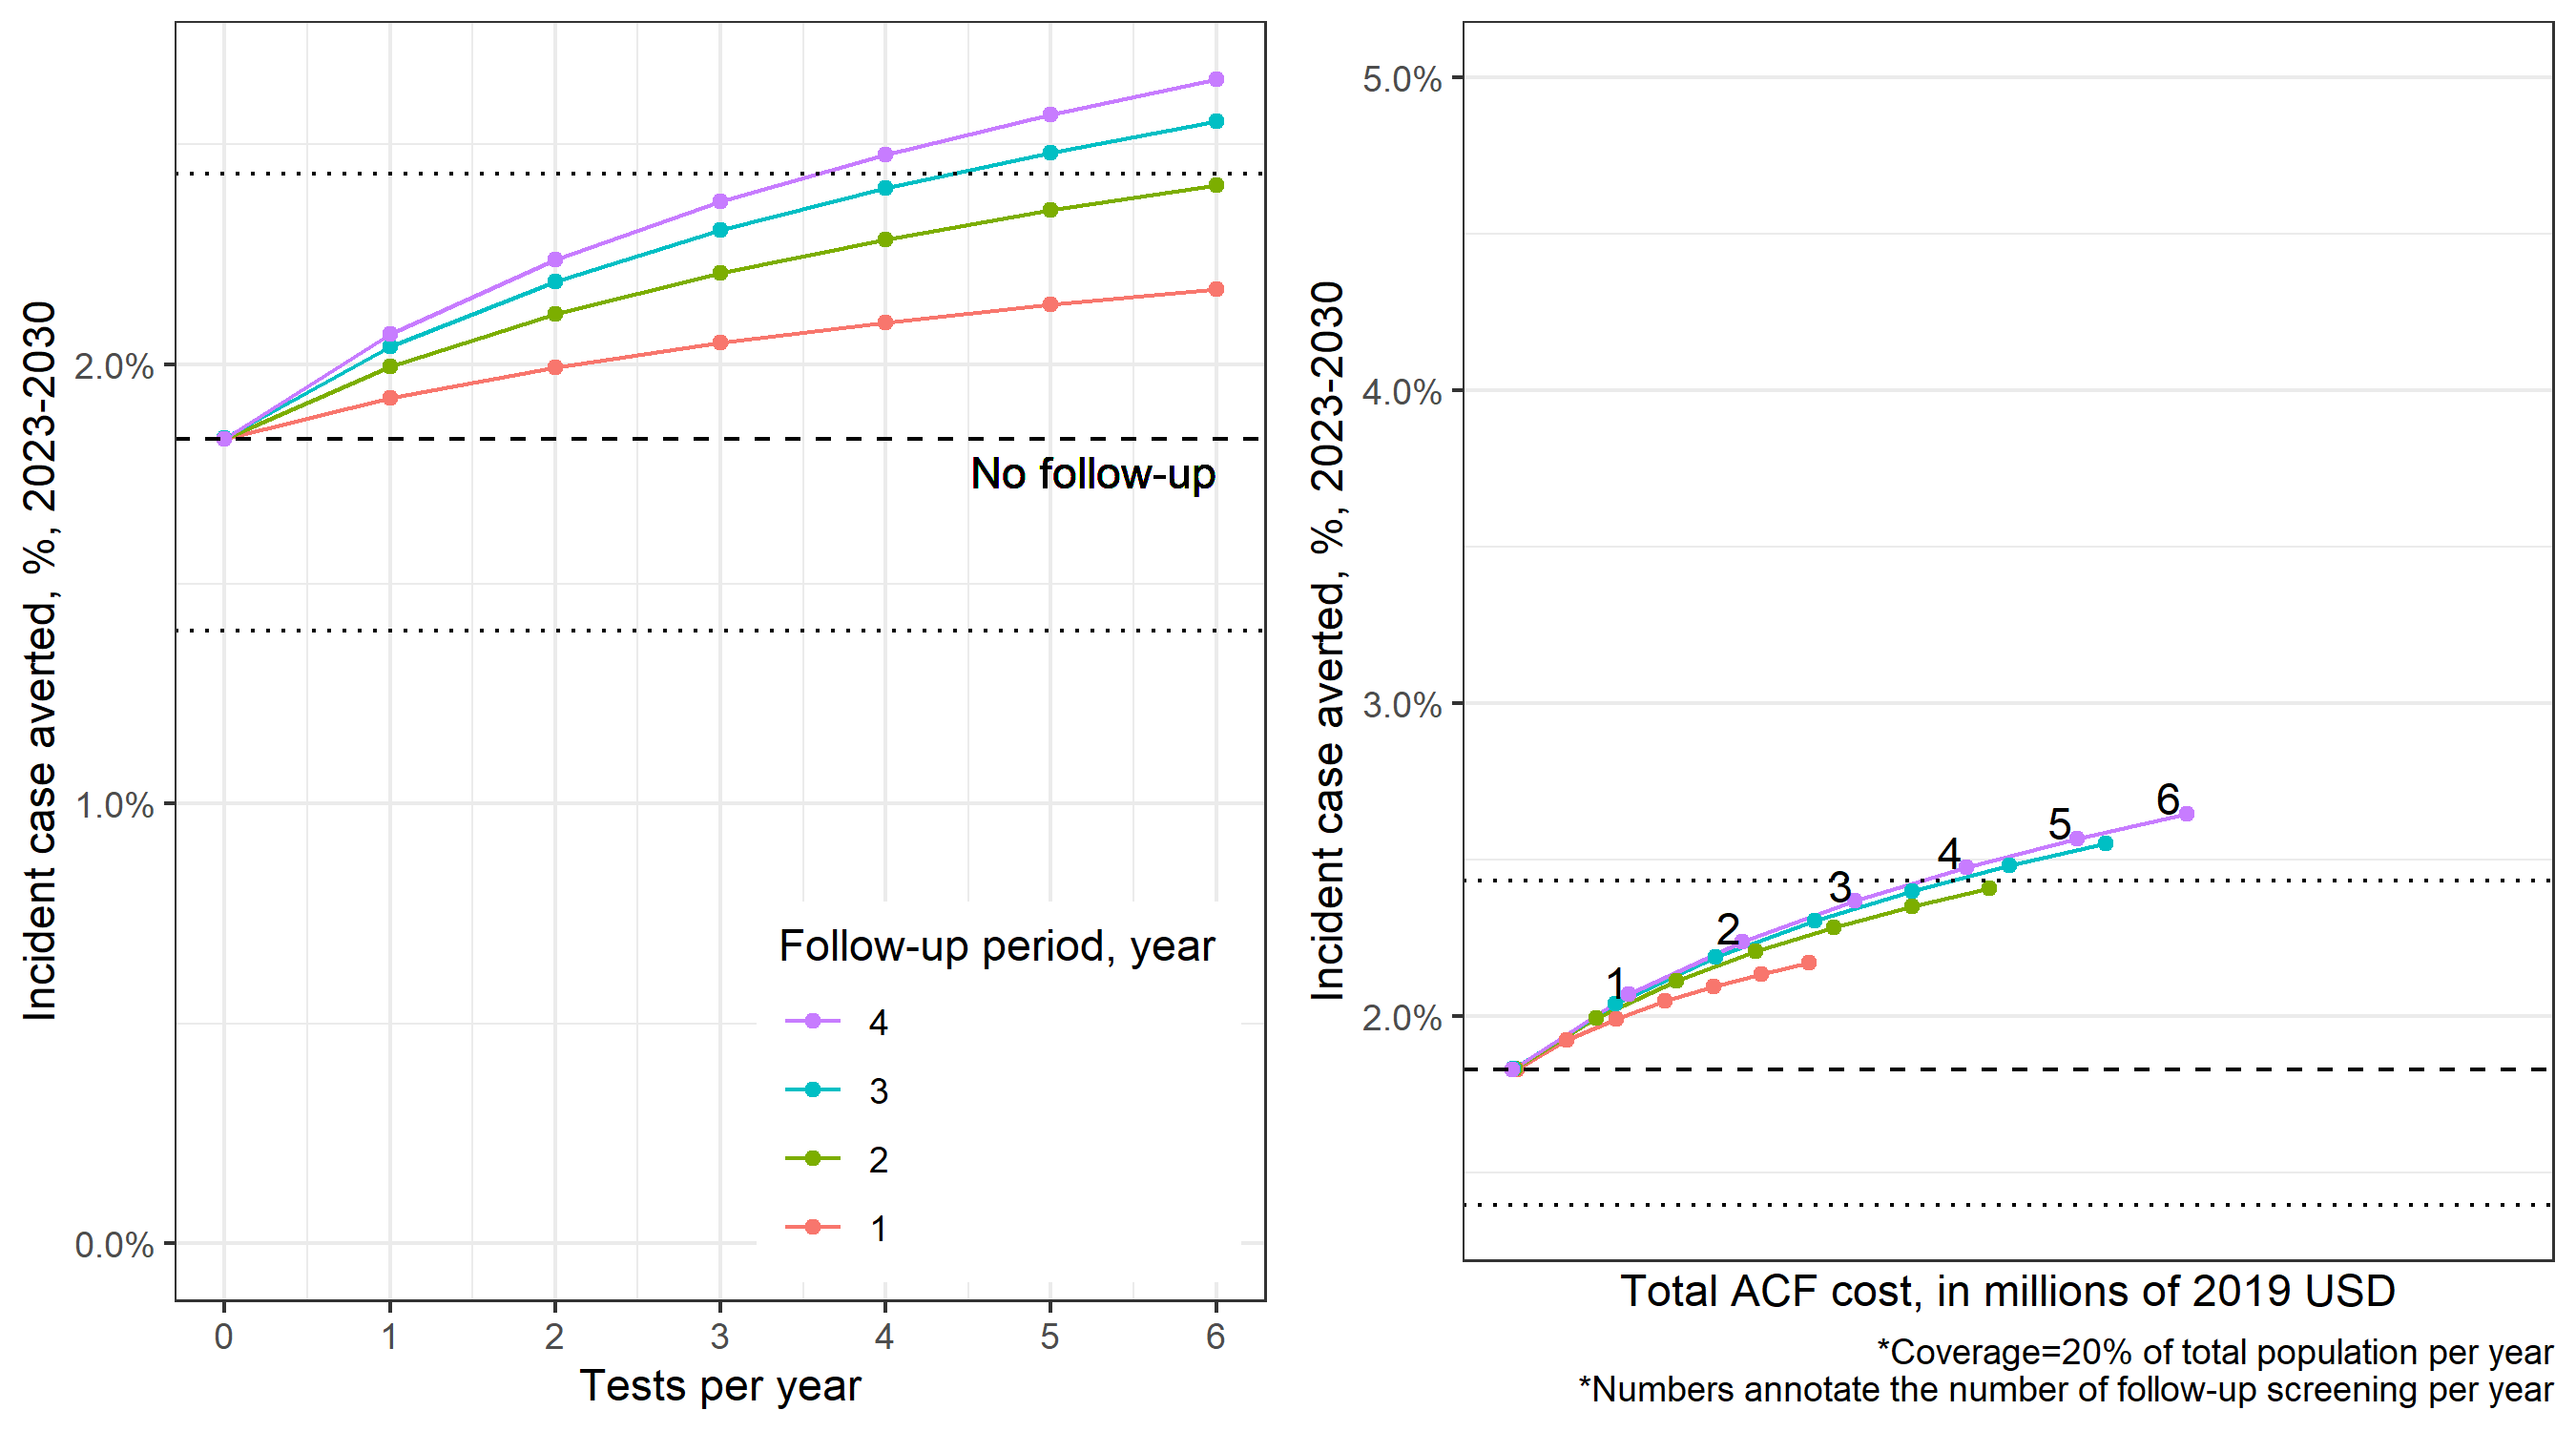 Incident case averted, %, 2023-2030
2.0%
1.0%
0.0%
No follow-up
Follow-up period, year
4
3
2
1
0 1 2 3 4 5 6
Tests per year
Incident case averted, %, 2023-2030
5.0%
4.0%
3.0%
2.0%
1 2 3 4 5 6
Total ACF cost, in millions of 2019 USD
*Coverage=20% of total population per year
*Numbers annotate the number of follow-up screening per year